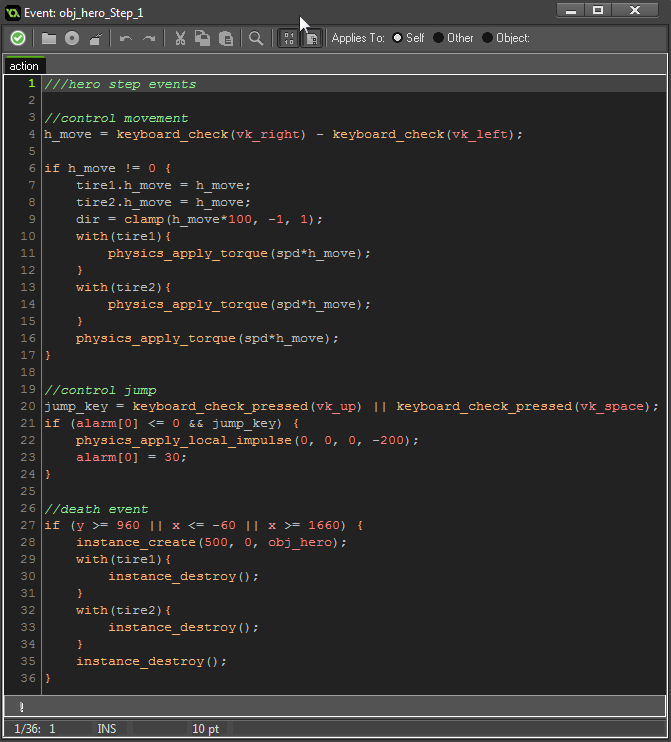 Event: obj_hero_Step_1
Applies To: Self Other Object:
action
1 ///hero step events
2
3 //control movement
4 h_move = keyboard_check(vk_right) - keyboard_check(vk_left);
5
6 if h_move != 0 {
7     tire1.h_move = h_move;
8     tire2.h_move = h_move;
9     dir = clamp(h_move*100, -1, 1);
10     with(tire1){
11         physics_apply_torque(spd*h_move);
12     }
13     with(tire2){
14         physics_apply_torque(spd*h_move);
15     }
16     physics_apply_torque(spd*h_move);
17 }
18
19 //control jump
20 jump_key = keyboard_check_pressed(vk_up) || keyboard_check_pressed(vk_space);
21 if (alarm[0] <= 0 && jump_key) {
22     physics_apply_local_impulse(0, 0, 0, -200);
23     alarm[0] = 30;
24 }
25
26 //death event
27 if (y >= 960 || x <= -60 || x >= 1660) {
28     instance_create(500, 0, obj_hero);
29     with(tire1){
30         instance_destroy();
31     }
32     with(tire2){
33         instance_destroy();
34     }
35     instance_destroy();
36 }
1/36: 1 INS 10 pt